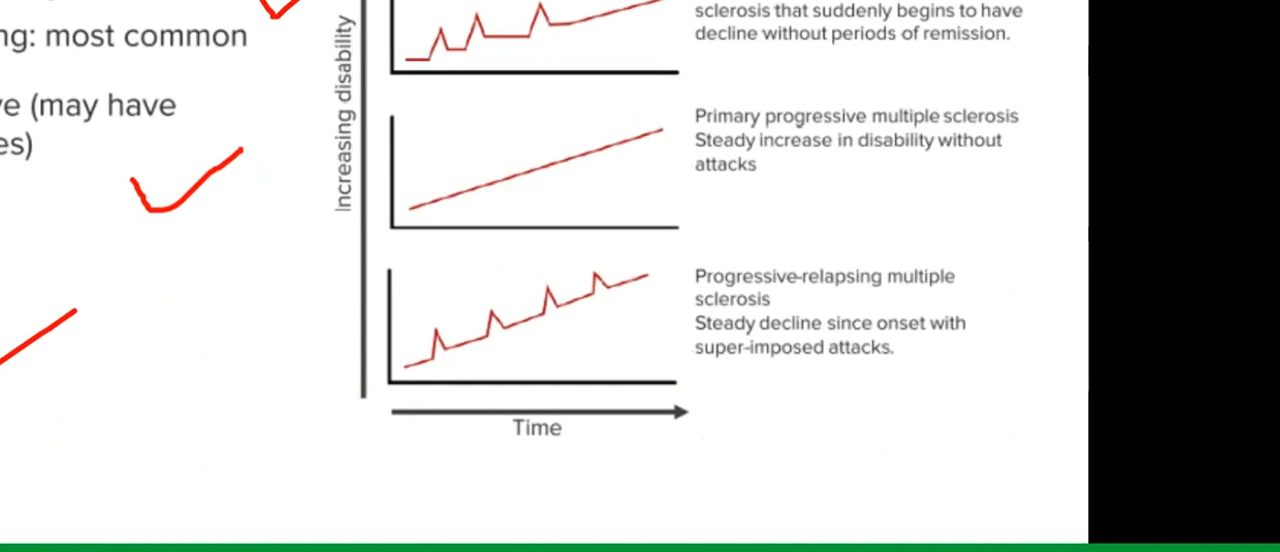 ng: most common
ve (may have
es)
Increasing disability
sclerosis that suddenly begins to have
decline without periods of remission.
Primary progressive multiple sclerosis
Steady increase in disability without
attacks
Progressive-relapsing multiple
sclerosis
Steady decline since onset with
super-imposed attacks.
Time